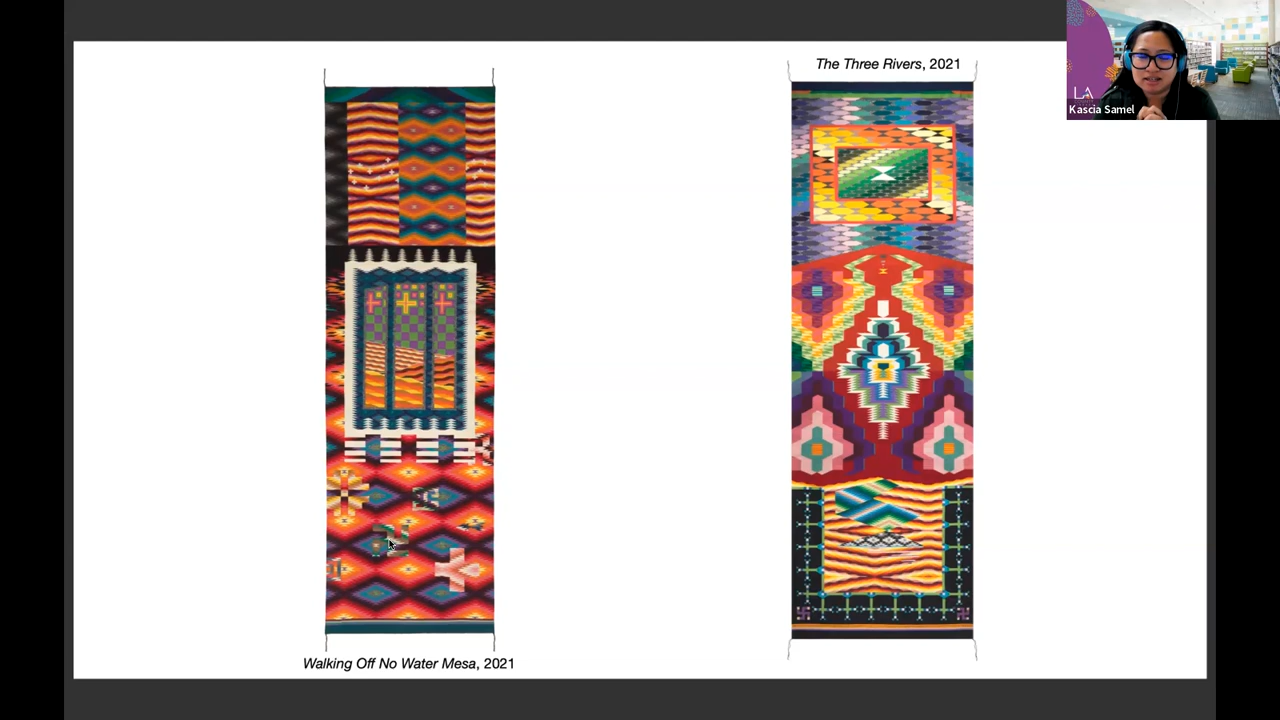 The Three Rivers, 2021
LA
Kascia Samel
Walking Off No Water Mesa, 2021